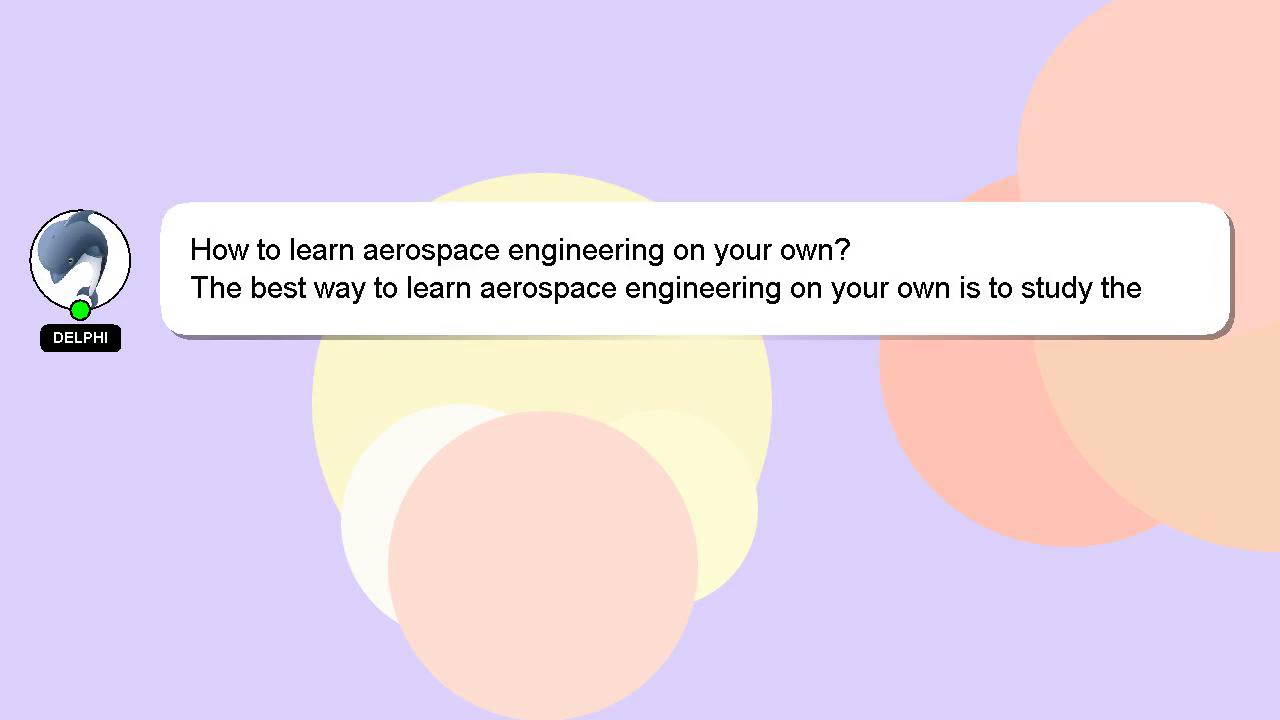 How to learn aerospace engineering on your own?
The best way to learn aerospace engineering on your own is to study the
DELPHI